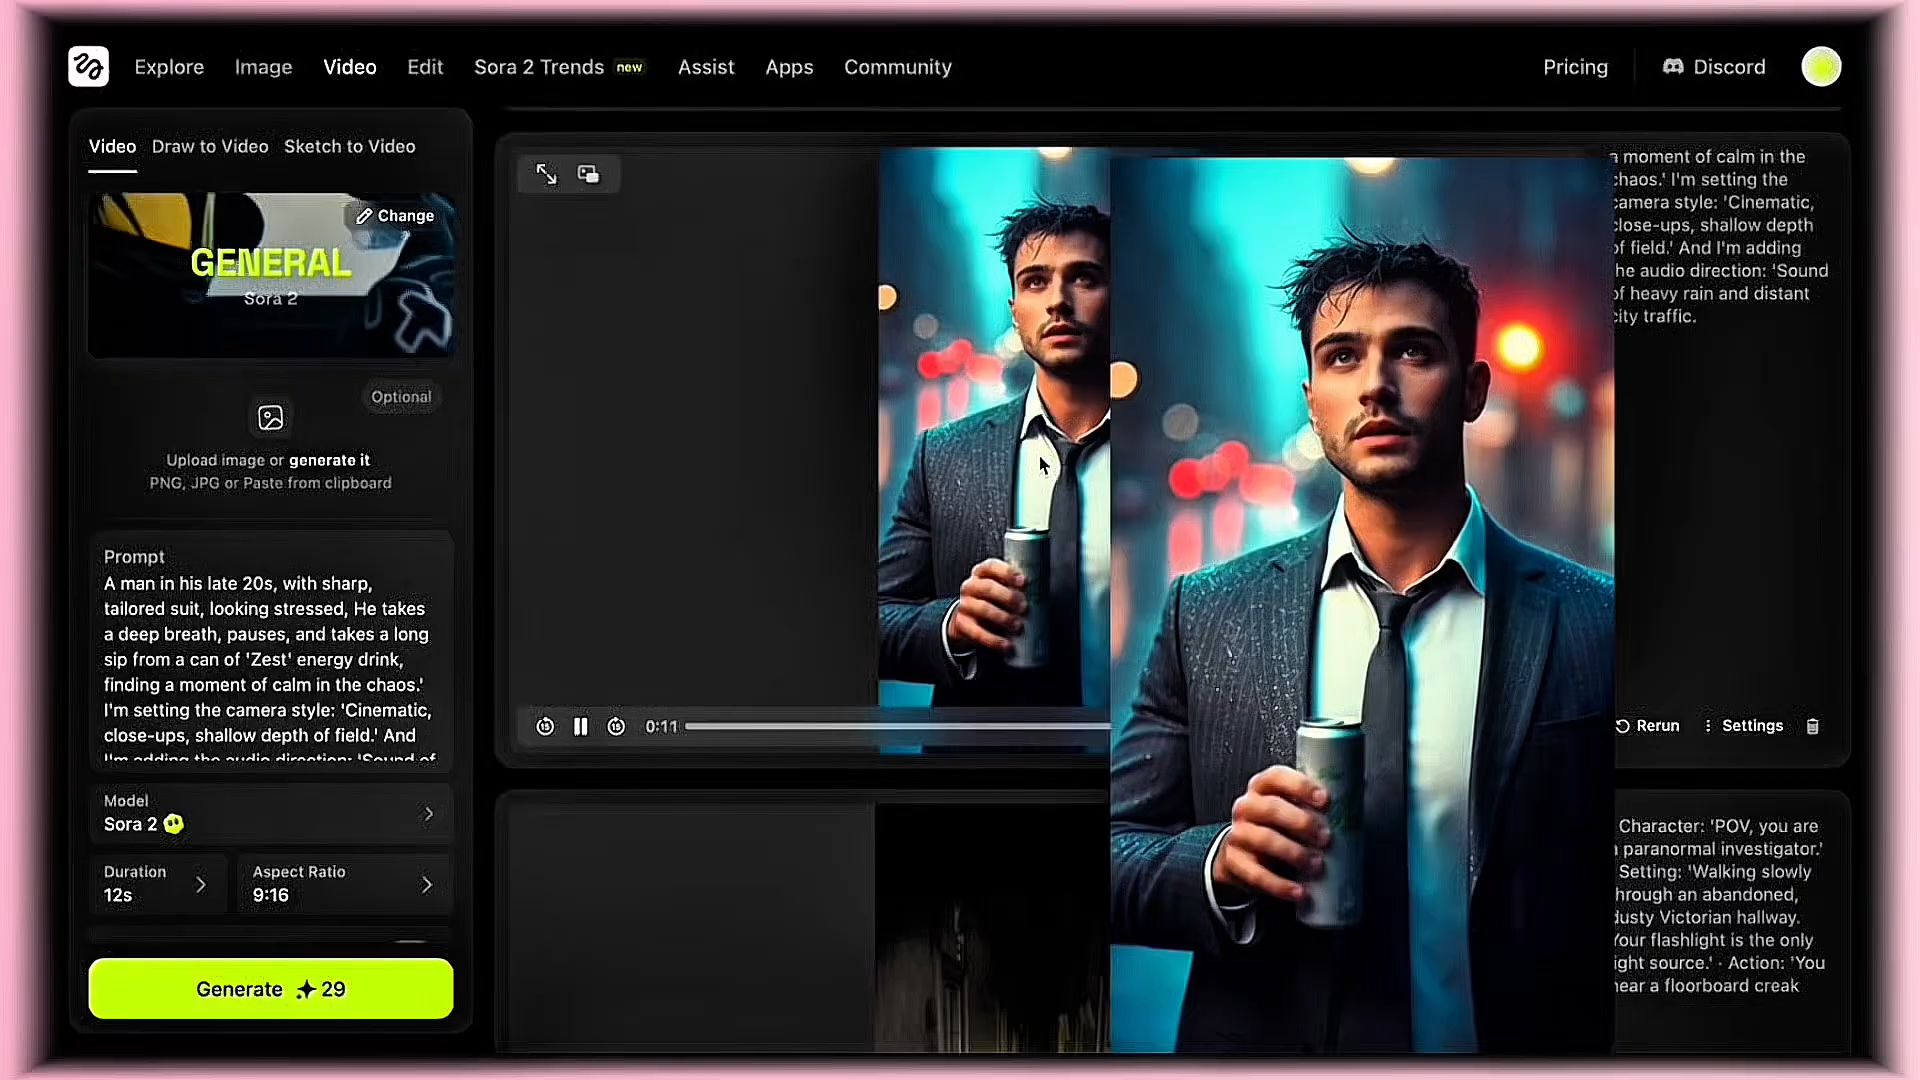 Explore Image Video Edit Sora 2 Trends new Assist Apps Community Pricing Discord
Video Draw to Video Sketch to Video
Change
GENERAL
Sora 2
Optional
Upload image or generate it
PNG, JPG or Paste from clipboard
Prompt
A man in his late 20s, with sharp,
tailored suit, looking stressed, He takes
a deep breath, pauses, and takes a long
sip from a can of 'Zest' energy drink,
finding a moment of calm in the chaos.'
I'm setting the camera style: 'Cinematic,
close-ups, shallow depth of field.' And
I'm adding the audio direction: 'Sound of
Model
Sora 2
Duration
12s
Aspect Ratio
9:16
Generate 29
15 15 0:11
a moment of calm in the
chaos.' I'm setting the
camera style: 'Cinematic,
close-ups, shallow depth
of field.' And I'm adding
the audio direction: 'Sound
of heavy rain and distant
city traffic.
Rerun Settings
Character: 'POV, you are
a paranormal investigator.'
Setting: 'Walking slowly
through an abandoned,
dusty Victorian hallway.
Your flashlight is the only
light source.' · Action: 'You
hear a floorboard creak